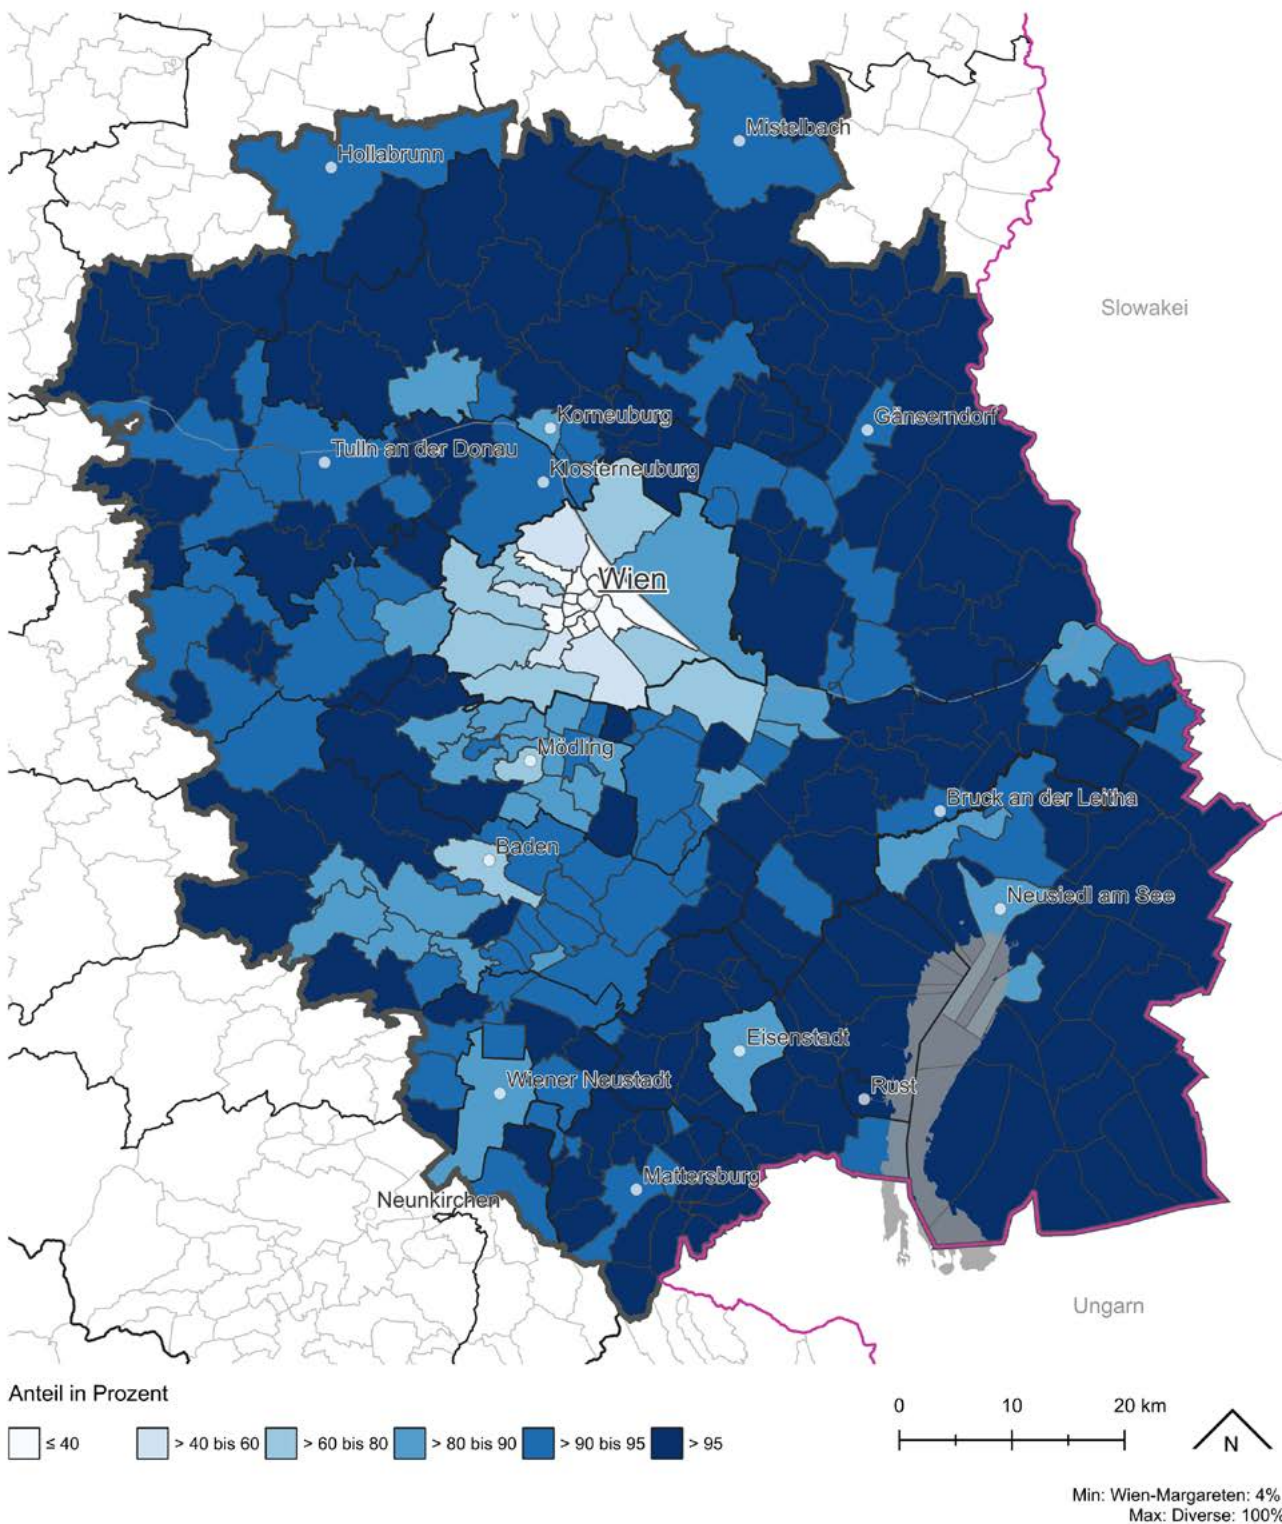 Mistelbach
Hollabrunn
Slowakei
Korneuburg
Gänserndorf
Tulln an der Donau
Klosterneuburg
Wien
Mödling
Bruck an der Leitha
Baden
Neusiedl am See
Eisenstadt
Wiener Neustadt
Rust
Mattersburg
Neunkirchen
Ungarn
Anteil in Prozent
0 10 20 km
≤ 40 > 40 bis 60 > 60 bis 80 > 80 bis 90 > 90 bis 95 > 95
N
Min: Wien-Margareten: 4%
Max: Diverse: 100%